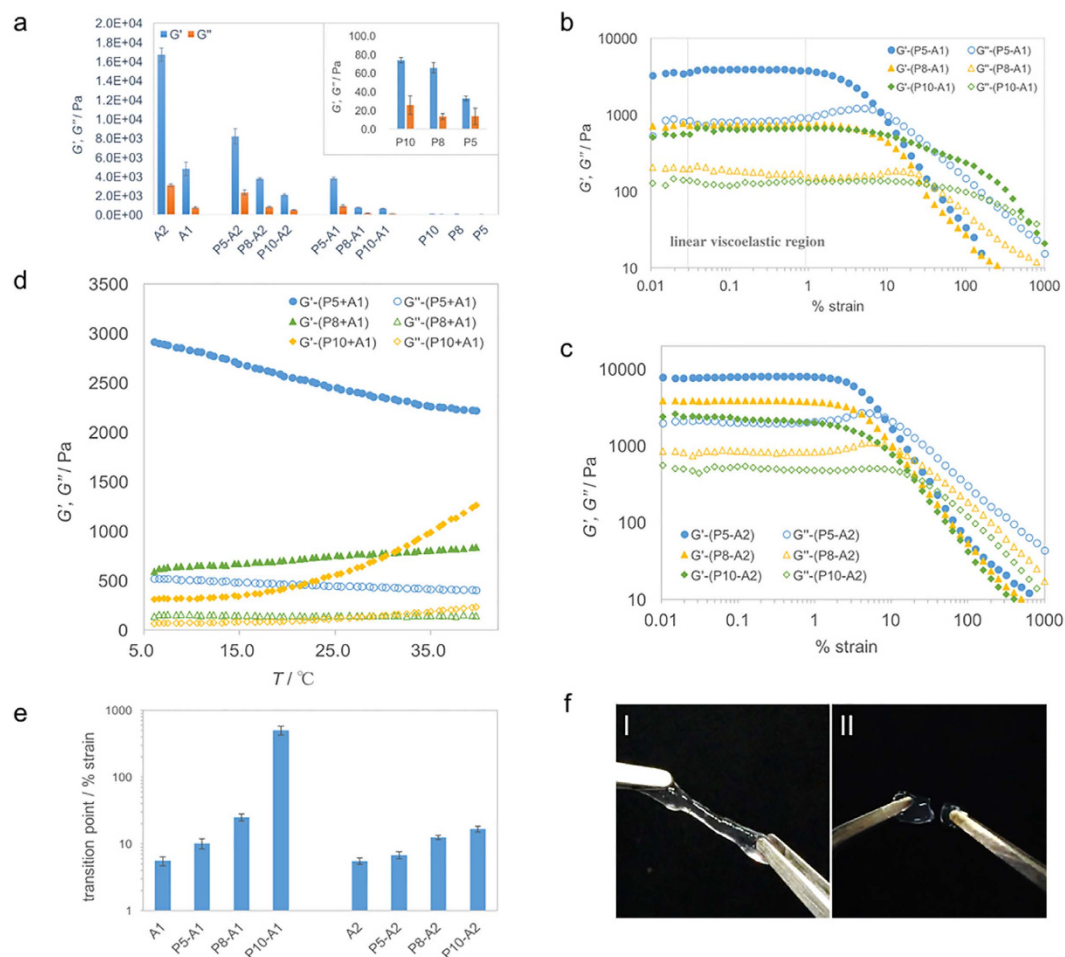 a
2.0E+04
1.8E+04
1.6E+04
1.4E+04
1.2E+04
1.0E+04
8.0E+03
6.0E+03
4.0E+03
2.0E+03
0.0E+00
G', G'' / Pa
G' G''
A2 A1 P5-A2 P8-A2 P10-A2 P5-A1 P8-A1 P10-A1 P10 P8 P5
100.0
80.0
60.0
40.0
20.0
0.0
G', G'' / Pa
P10 P8 P5
b
10000
1000
100
10
G', G'' / Pa
G'-(P5-A1) G''-(P5-A1)
G'-(P8-A1) G''-(P8-A1)
G'-(P10-A1) G''-(P10-A1)
linear viscoelastic region
0.01 0.1 1 10 100 1000
% strain
d
3500
3000
2500
2000
1500
1000
500
0
G', G'' / Pa
G'-(P5+A1) G''-(P5+A1)
G'-(P8+A1) G''-(P8+A1)
G'-(P10+A1) G''-(P10+A1)
5.0 15.0 25.0 35.0
T / ℃
c
10000
1000
100
10
G', G'' / Pa
G'-(P5-A2) G''-(P5-A2)
G'-(P8-A2) G''-(P8-A2)
G'-(P10-A2) G''-(P10-A2)
0.01 0.1 1 10 100 1000
% strain
e
1000
100
10
1
transition point / % strain
A1 P5-A1 P8-A1 P10-A1 A2 P5-A2 P8-A2 P10-A2
f
I II